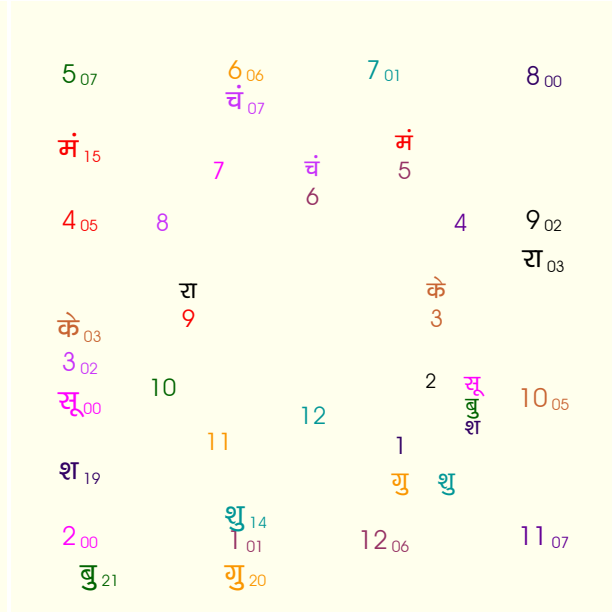 5 07 6 06 7 01 8 00
चं 07
मं 15 मं
7 चं 5
6
4 05 8 4 9 02
रा 03
रा के
9 3
के 03
3 02 10 2 सू 10 05
सू 00 12 बु
11 1 श
श 19 गु शु
शु 14
2 00 1 01 12 06 11 07
बु 21 गु 20